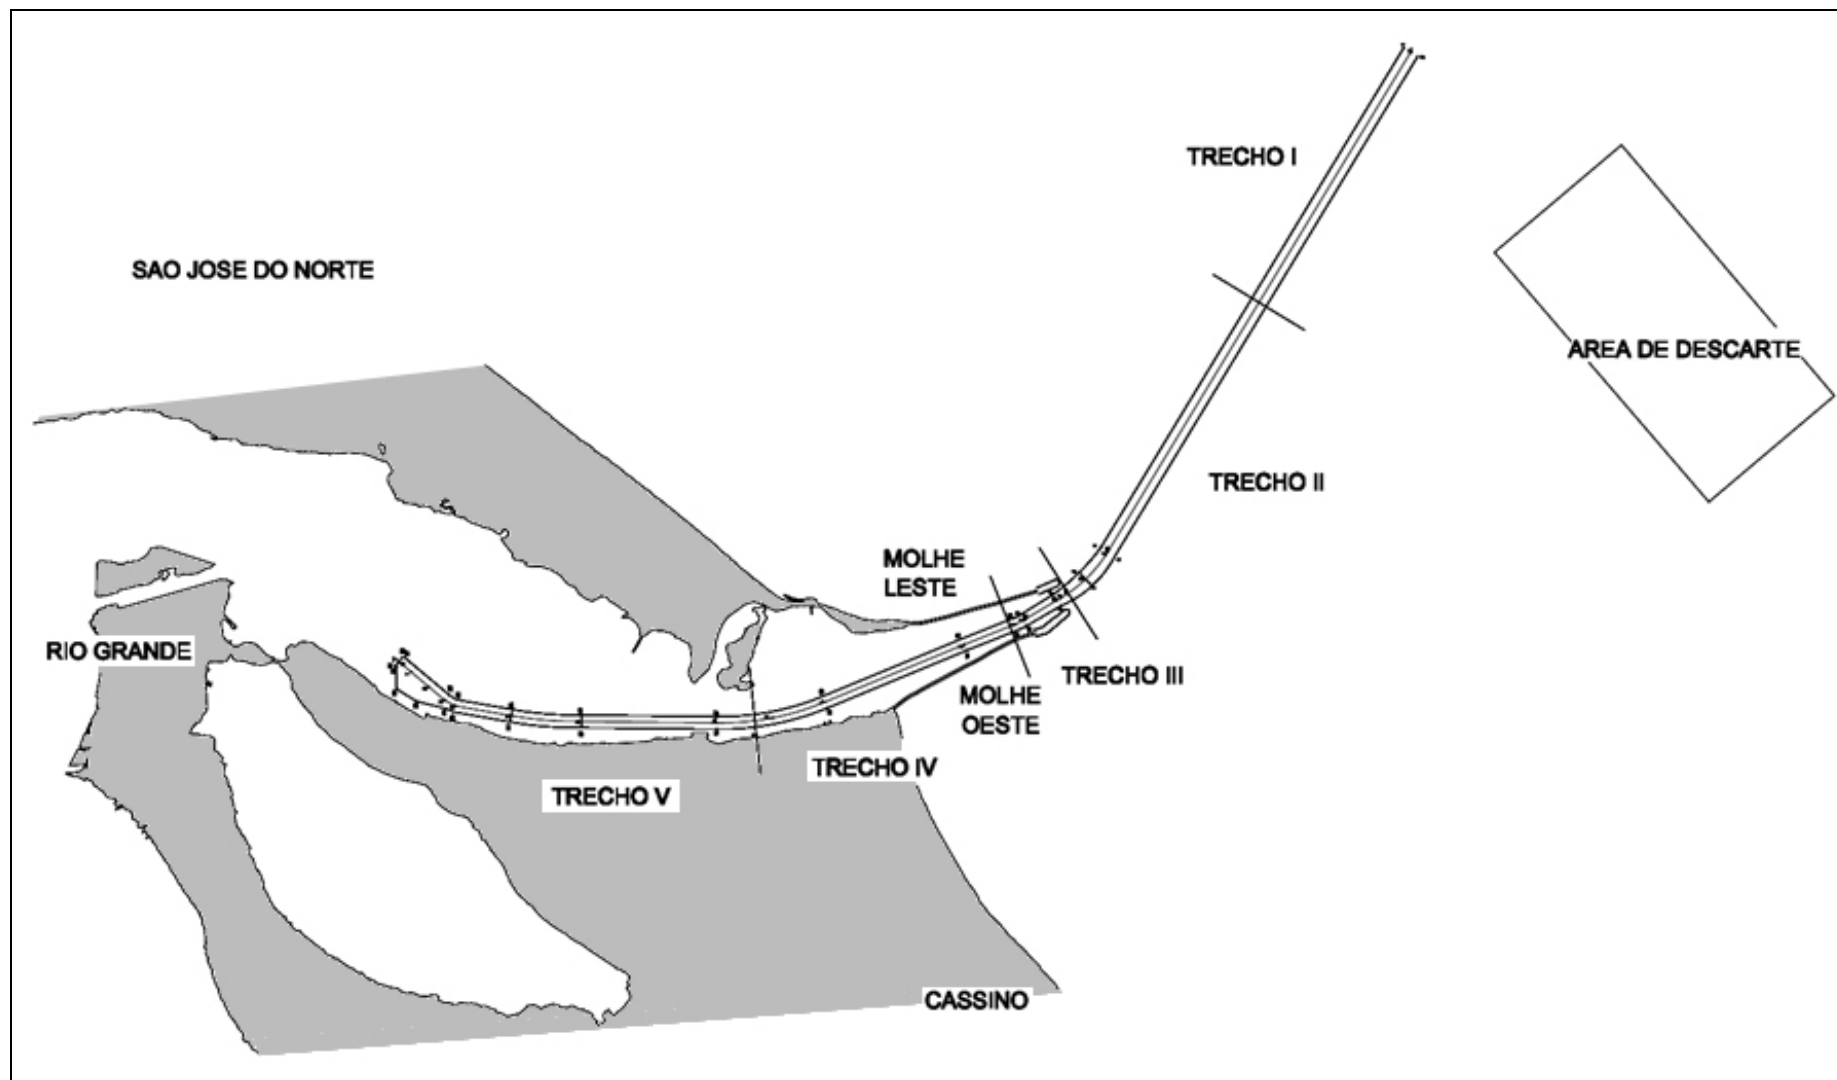 TRECHO I
SAO JOSE DO NORTE
AREA DE DESCARTE
TRECHO II
MOLHE
LESTE
RIO GRANDE
TRECHO III
MOLHE
OESTE
TRECHO IV
TRECHO V
CASSINO